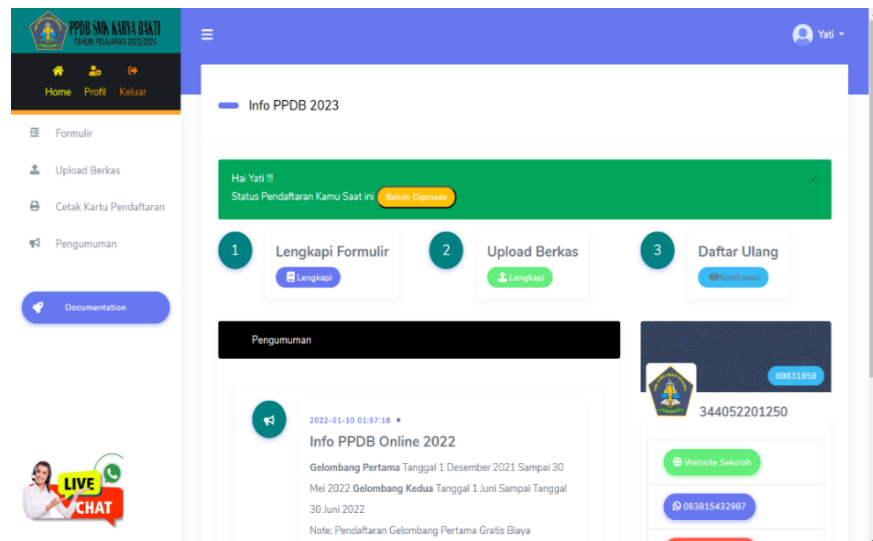 PPDB SMK KARYA BAKTI
TAHUN PELAJARAN 2023/2024
Yati
Home Profil Keluar
Formulir
Upload Berkas
Cetak Kartu Pendaftaran
Pengumuman
Documentation
LIVE
CHAT
Info PPDB 2023
Hai Yati !!!
Status Pendaftaran Kamu Saat ini Belum Diproses
1 Lengkapi Formulir
Lengkapi
2 Upload Berkas
Lengkapi
3 Daftar Ulang
Konfirmasi
Pengumuman
2022-01-10 01:57:16
Info PPDB Online 2022
Gelombang Pertama Tanggal 1 Desember 2021 Sampai 30
Mei 2022 Gelombang Kedua Tanggal 1 Juni Sampai Tanggal
30 Juni 2022
Note: Pendaftaran Gelombang Pertama Gratis Biaya
69831959
344052201250
Website Sekolah
083815432987